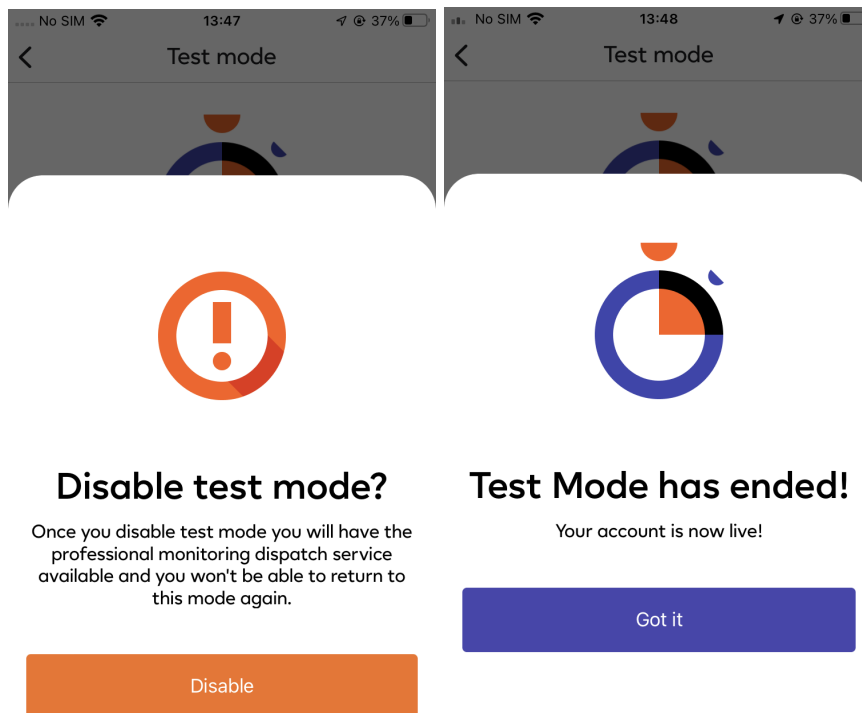 No SIM 13:47 37%
Test mode
Disable test mode?
Once you disable test mode you will have the
professional monitoring dispatch service
available and you won't be able to return to
this mode again.
Disable
No SIM 13:48 37%
Test mode
Test Mode has ended!
Your account is now live!
Got it